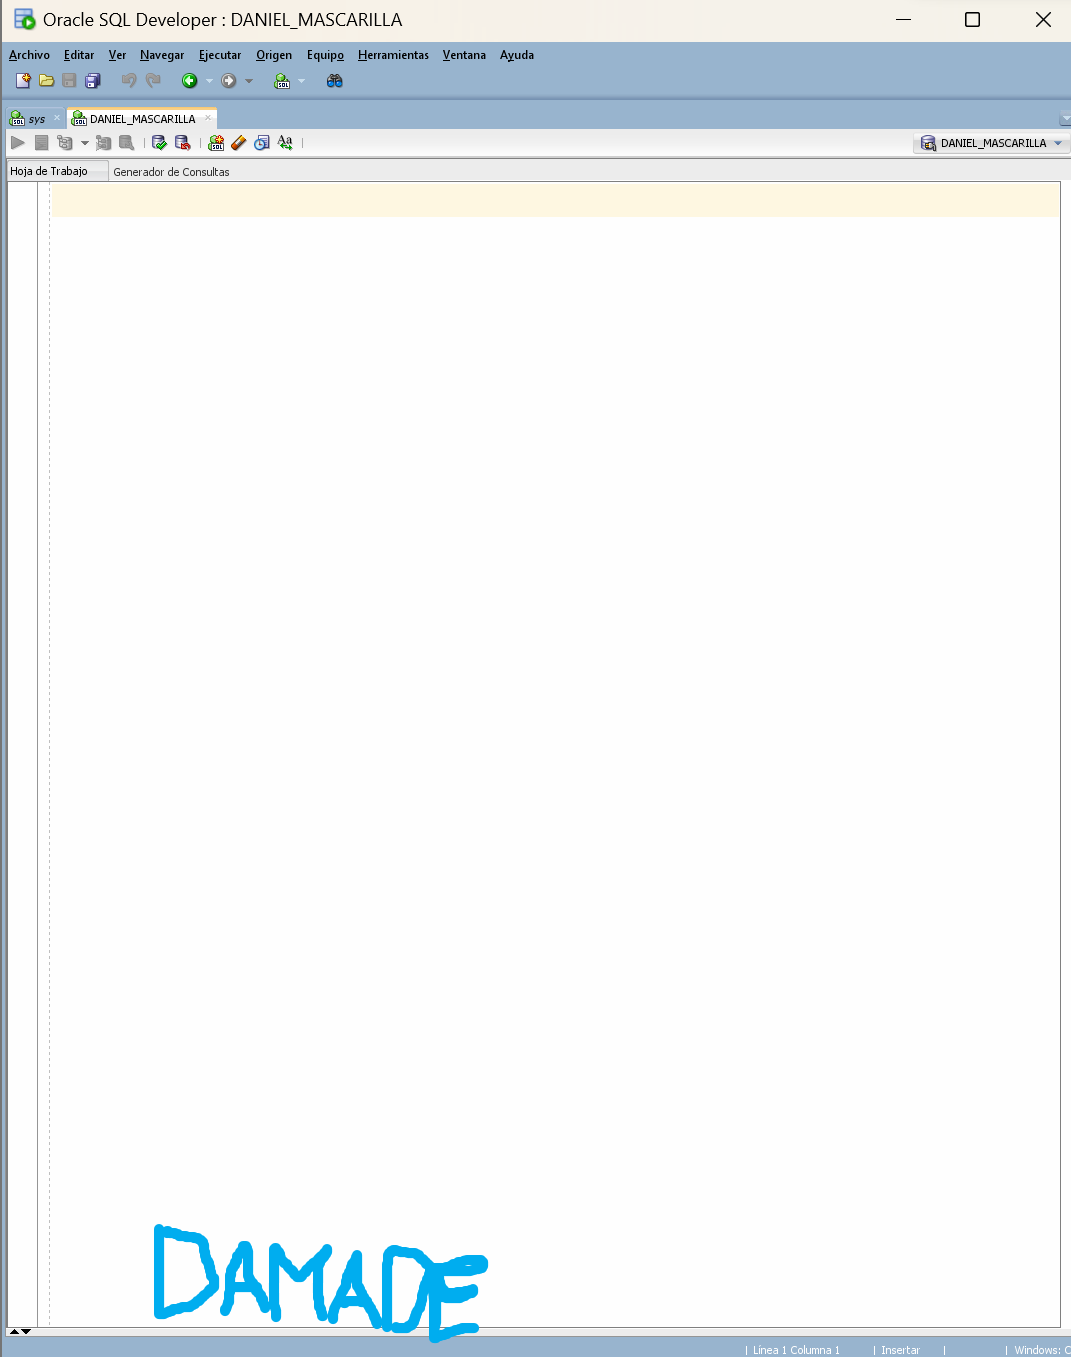 Oracle SQL Developer : DANIEL_MASCARILLA
Archivo Editar Ver Navegar Ejecutar Origen Equipo Herramientas Ventana Ayuda
sys DANIEL_MASCARILLA
DANIEL_MASCARILLA
Hoja de Trabajo Generador de Consultas
DAMADE
Línea 1 Columna 1 | Insertar | | Windows: C